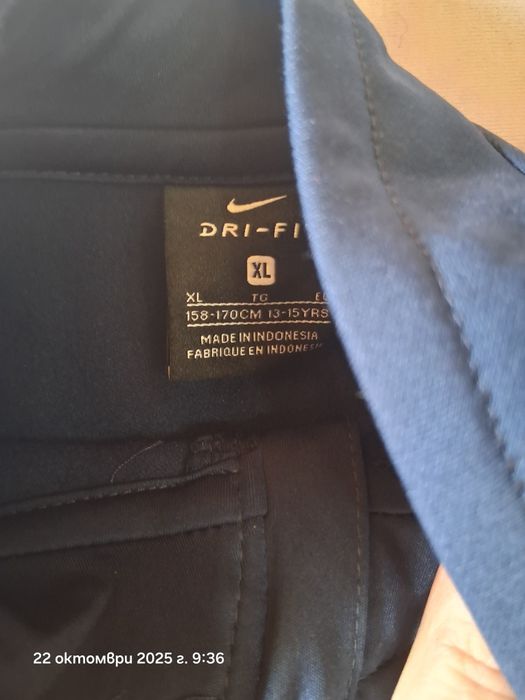 DRI-FI
XL
XL TG
158-170CM 13-15YRS
MADE IN INDONESIA
FABRIQUE EN
22 октомври 2025 г. 9:36